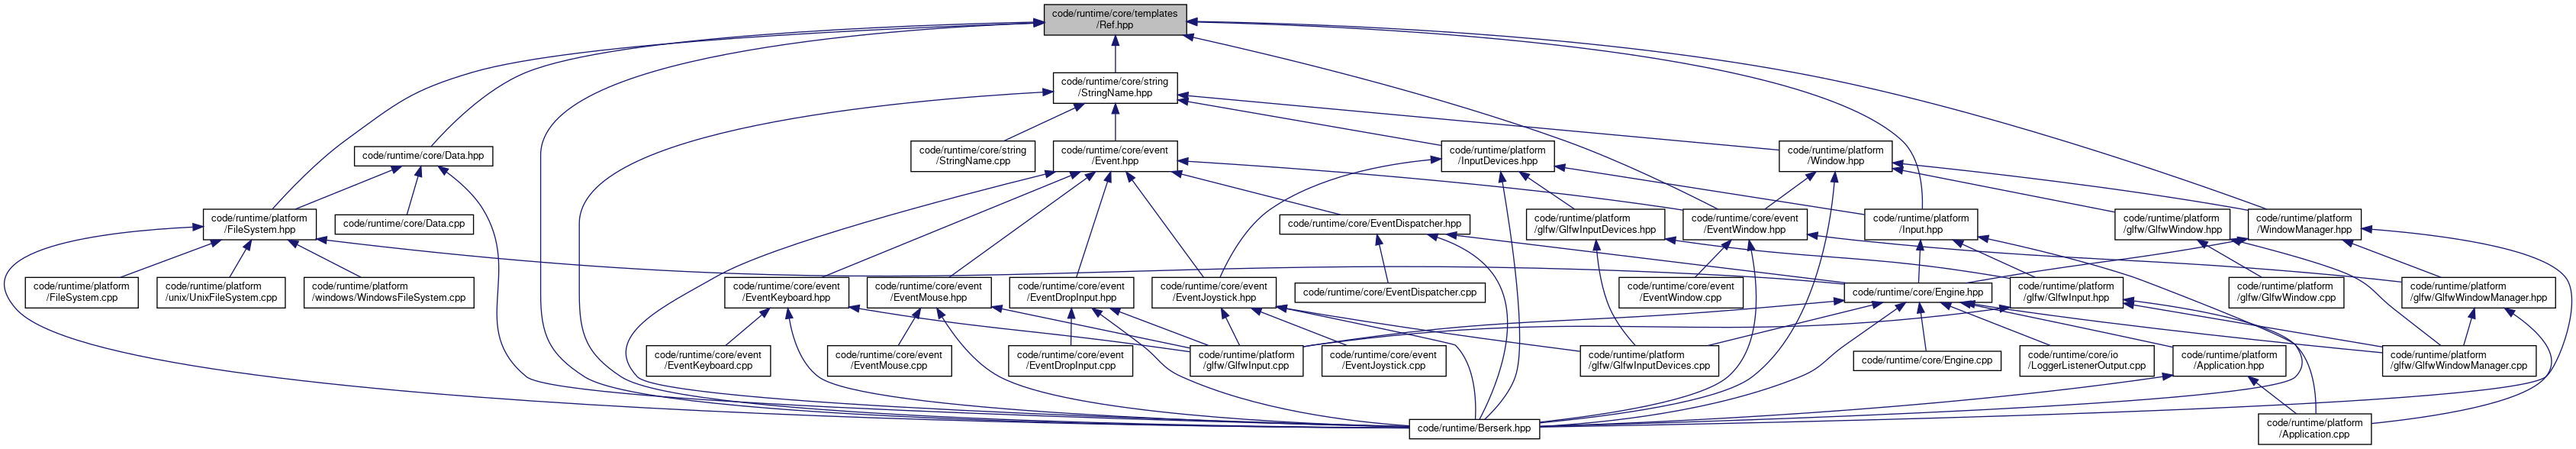 code/runtime/core/templates
/Ref.hpp
code/runtime/core/string
/StringName.hpp
code/runtime/core/Data.hpp
code/runtime/core/string
/StringName.cpp
code/runtime/core/event
/Event.hpp
code/runtime/platform
/InputDevices.hpp
code/runtime/platform
/Window.hpp
code/runtime/platform
/FileSystem.hpp
code/runtime/core/Data.cpp
code/runtime/core/EventDispatcher.hpp
code/runtime/platform
/glfw/GlfwInputDevices.hpp
code/runtime/core/event
/EventWindow.hpp
code/runtime/platform
/Input.hpp
code/runtime/platform
/glfw/GlfwWindow.hpp
code/runtime/platform
/WindowManager.hpp
code/runtime/platform
/FileSystem.cpp
code/runtime/platform
/unix/UnixFileSystem.cpp
code/runtime/platform
/windows/WindowsFileSystem.cpp
code/runtime/core/event
/EventKeyboard.hpp
code/runtime/core/event
/EventMouse.hpp
code/runtime/core/event
/EventDropInput.hpp
code/runtime/core/event
/EventJoystick.hpp
code/runtime/core/EventDispatcher.cpp
code/runtime/core/event
/EventWindow.cpp
code/runtime/core/Engine.hpp
code/runtime/platform
/glfw/GlfwInput.hpp
code/runtime/platform
/glfw/GlfwWindow.cpp
code/runtime/platform
/glfw/GlfwWindowManager.hpp
code/runtime/core/event
/EventKeyboard.cpp
code/runtime/core/event
/EventMouse.cpp
code/runtime/core/event
/EventDropInput.cpp
code/runtime/platform
/glfw/GlfwInput.cpp
code/runtime/core/event
/EventJoystick.cpp
code/runtime/platform
/glfw/GlfwInputDevices.cpp
code/runtime/core/Engine.cpp
code/runtime/core/io
/LoggerListenerOutput.cpp
code/runtime/platform
/Application.hpp
code/runtime/platform
/glfw/GlfwWindowManager.cpp
code/runtime/Berserk.hpp
code/runtime/platform
/Application.cpp